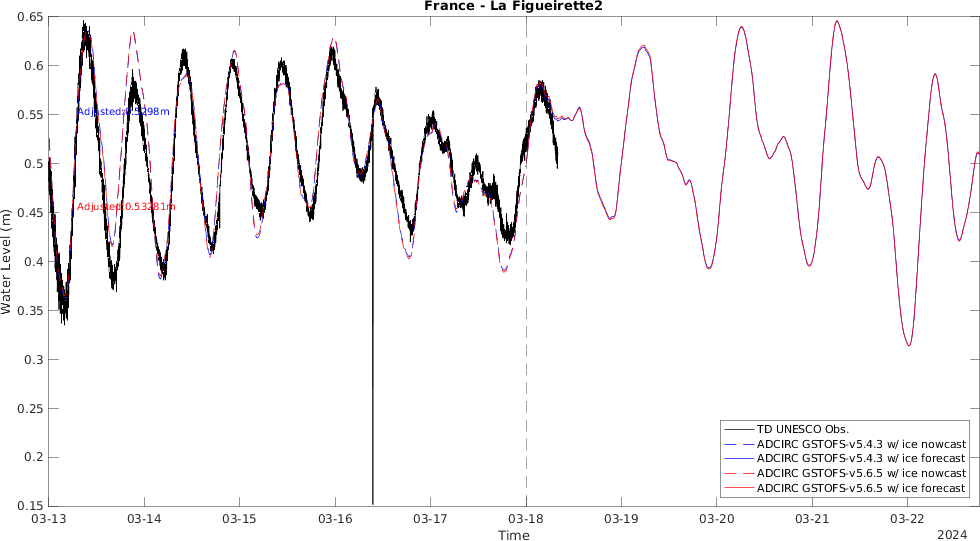 France - La Figueirette2
0.65
0.6
0.55
0.5
0.45
0.4
0.35
0.3
0.25
0.2
0.15
Water Level (m)
Adjusted:0.5298m
Adjusted:0.53281m
TD UNESCO Obs.
ADCIRC GSTOFS-v5.4.3 w/ ice nowcast
ADCIRC GSTOFS-v5.4.3 w/ ice forecast
ADCIRC GSTOFS-v5.6.5 w/ ice nowcast
ADCIRC GSTOFS-v5.6.5 w/ ice forecast
03-13 03-14 03-15 03-16 03-17 03-18 03-19 03-20 03-21 03-22
Time
2024